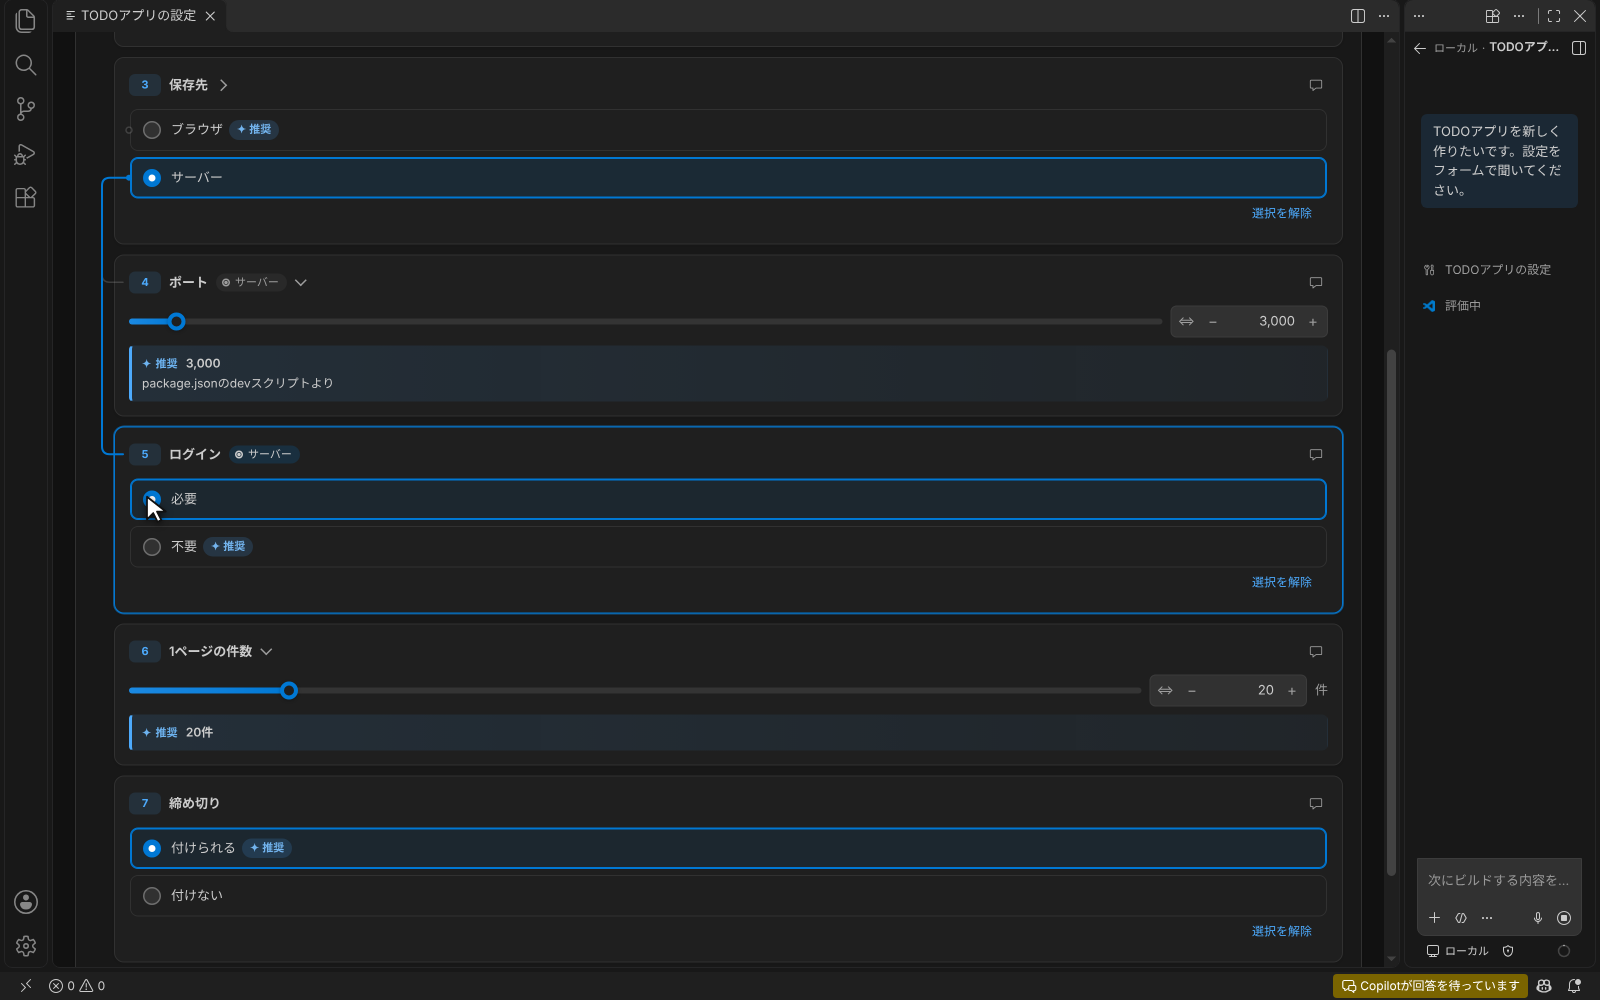 TODOアプリの設定
ローカル · TODOアプ...
3 保存先
ブラウザ 推奨
サーバー
選択を解除
4 ポート サーバー
3,000
推奨 3,000
package.jsonのdevスクリプトより
5 ログイン サーバー
必要
不要 推奨
選択を解除
6 1ページの件数
20 件
推奨 20件
7 締め切り
付けられる 推奨
付けない
選択を解除
TODOアプリを新しく
作りたいです。設定を
フォームで聞いてくだ
さい。
TODOアプリの設定
評価中
次にビルドする内容を...
ローカル
0 0
Copilotが回答を待っています